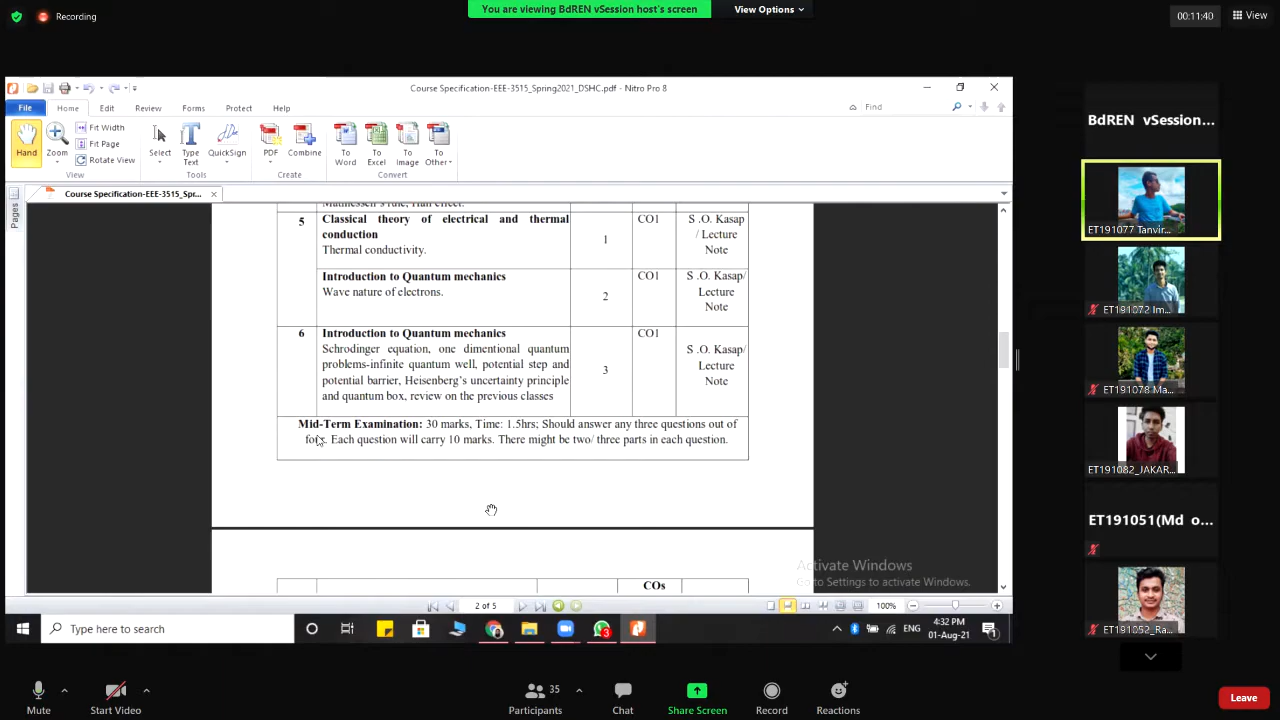 Recording
You are viewing BdREN vSession host's screen
View Options
00:11:40
View
Course Specification-EEE-3515_Spring2021_DSHC.pdf - Nitro Pro 8
File
Home
Edit
Review
Forms
Protect
Help
Find
Hand
Zoom
Fit Width
Fit Page
Rotate View
View
Select
Type Text
QuickSign
Tools
PDF
Combine
Create
To Word
To Excel
To Image
To Other
Convert
Course Specification-EEE-3515_Spr...
Pages
5
Classical theory of electrical and thermal
conduction
Thermal conductivity.
1
CO1
S .O. Kasap
/ Lecture
Note
Introduction to Quantum mechanics
Wave nature of electrons.
2
CO1
S .O. Kasap/
Lecture
Note
6
Introduction to Quantum mechanics
Schrodinger equation, one dimentional quantum
problems-infinite quantum well, potential step and
potential barrier, Heisenberg's uncertainty principle
and quantum box, review on the previous classes
3
CO1
S .O. Kasap/
Lecture
Note
Mid-Term Examination: 30 marks, Time: 1.5hrs; Should answer any three questions out of
four. Each question will carry 10 marks. There might be two/ three parts in each question.
COs
Activate Windows
Go to Settings to activate Windows.
2 of 5
100%
Type here to search
3
ENG
4:32 PM
01-Aug-21
1
BdREN vSession...
ET191077 Tanvir...
ET191072 Im...
ET191078 Ma...
ET191082_JAKAR...
ET191051(Md o...
ET191052_Ra...
Mute
Start Video
35
Participants
Chat
Share Screen
Record
Reactions
Leave